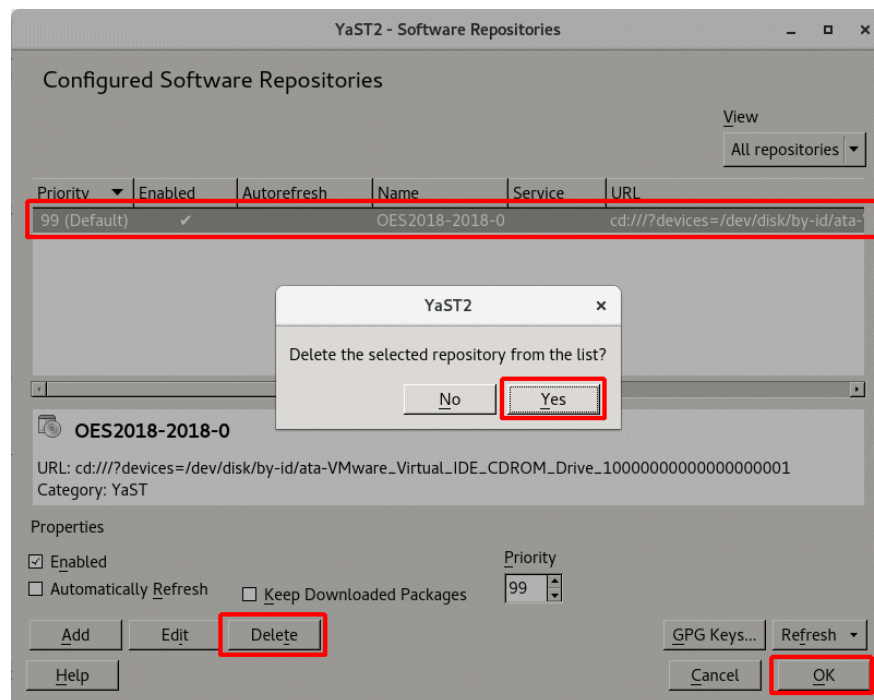 YaST2 - Software Repositories
Configured Software Repositories
View
All repositories
Priority Enabled Autorefresh Name Service URL
99 (Default) OES2018-2018-0 cd:///?devices=/dev/disk/by-id/ata-
YaST2
Delete the selected repository from the list?
No Yes
OES2018-2018-0
URL: cd:///?devices=/dev/disk/by-id/ata-VMware_Virtual_IDE_CDROM_Drive_10000000000000000001
Category: YaST
Properties
Enabled
Priority
Automatically Refresh Keep Downloaded Packages 99
Add Edit Delete GPG Keys... Refresh
Help Cancel OK